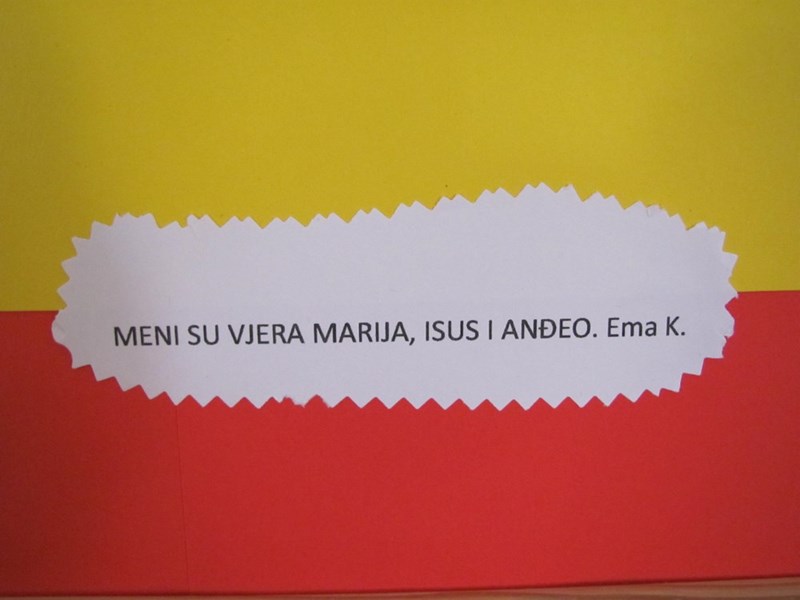 MENI SU VJERA MARIJA, ISUS I ANĐEO. Ema K.